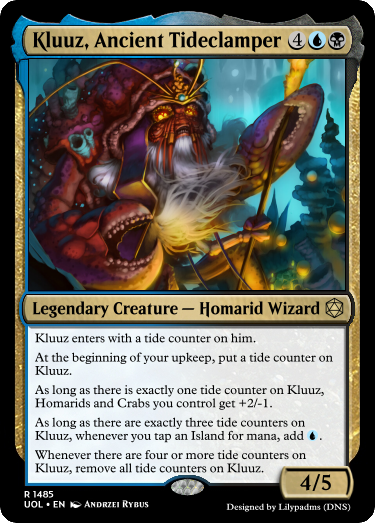 Kluuz, Ancient Tideclamper 4
Legendary Creature — Homarid Wizard
Kluuz enters with a tide counter on him.
At the beginning of your upkeep, put a tide counter on
Kluuz.
As long as there is exactly one tide counter on Kluuz,
Homarids and Crabs you control get +2/-1.
As long as there are exactly three tide counters on
Kluuz, whenever you tap an Island for mana, add .
Whenever there are four or more tide counters on
Kluuz, remove all tide counters on Kluuz.
4/5
R 1485
UOL • EN Andrzei Rybus
Designed by Lilypadms (DNS)